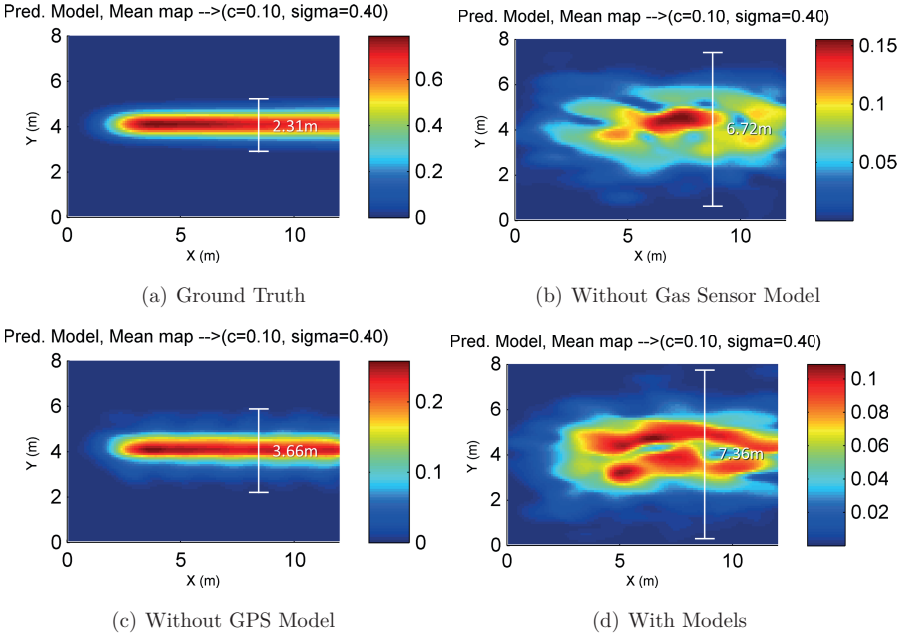 Pred. Model, Mean map -->(c=0.10, sigma=0.40)
8
6
4
2
0
Y (m)
0
5
10
X (m)
2.31m
0.6
0.4
0.2
0
(a) Ground Truth
Pred. Model, Mean map -->(c=0.10, sigma=0.40)
8
6
4
2
0
Y (m)
0
5
10
X (m)
6.72m
0.15
0.1
0.05
(b) Without Gas Sensor Model
Pred. Model, Mean map -->(c=0.10, sigma=0.40)
8
6
4
2
0
Y (m)
0
5
10
X (m)
3.66m
0.2
0.1
0
(c) Without GPS Model
Pred. Model, Mean map -->(c=0.10, sigma=0.40)
8
6
4
2
0
Y (m)
0
5
10
X (m)
7.36m
0.1
0.08
0.06
0.04
0.02
(d) With Models